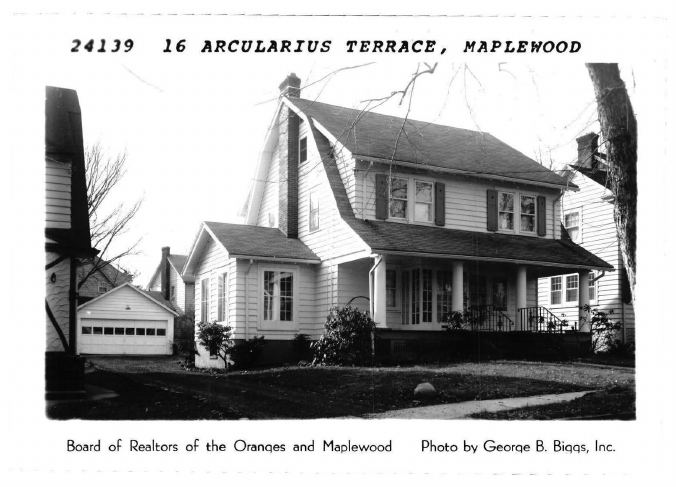 24139 16 ARCULARIUS TERRACE, MAPLEWOOD
Board of Realtors of the Oranges and Maplewood Photo by George B. Biggs, Inc.